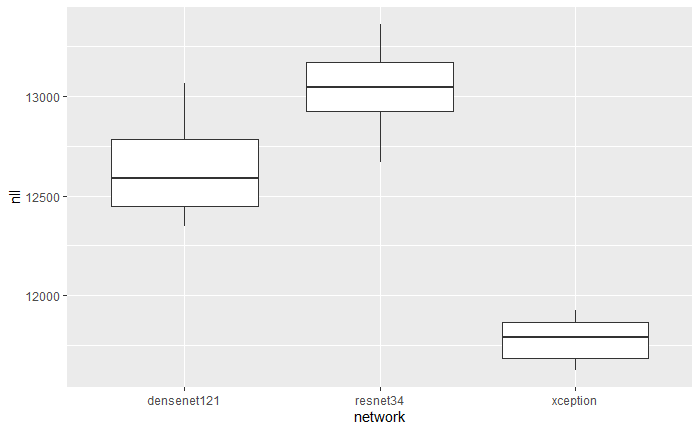 nll
13000
12500
12000
densenet121
resnet34
xception
network